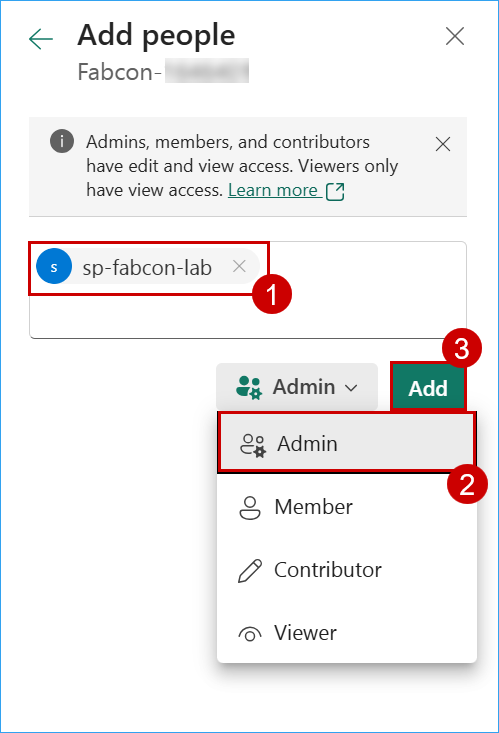 Add people
Fabcon-
Admins, members, and contributors
have edit and view access. Viewers only
have view access. Learn more
s
sp-fabcon-lab
1
3
Admin
Add
Admin
2
Member
Contributor
Viewer